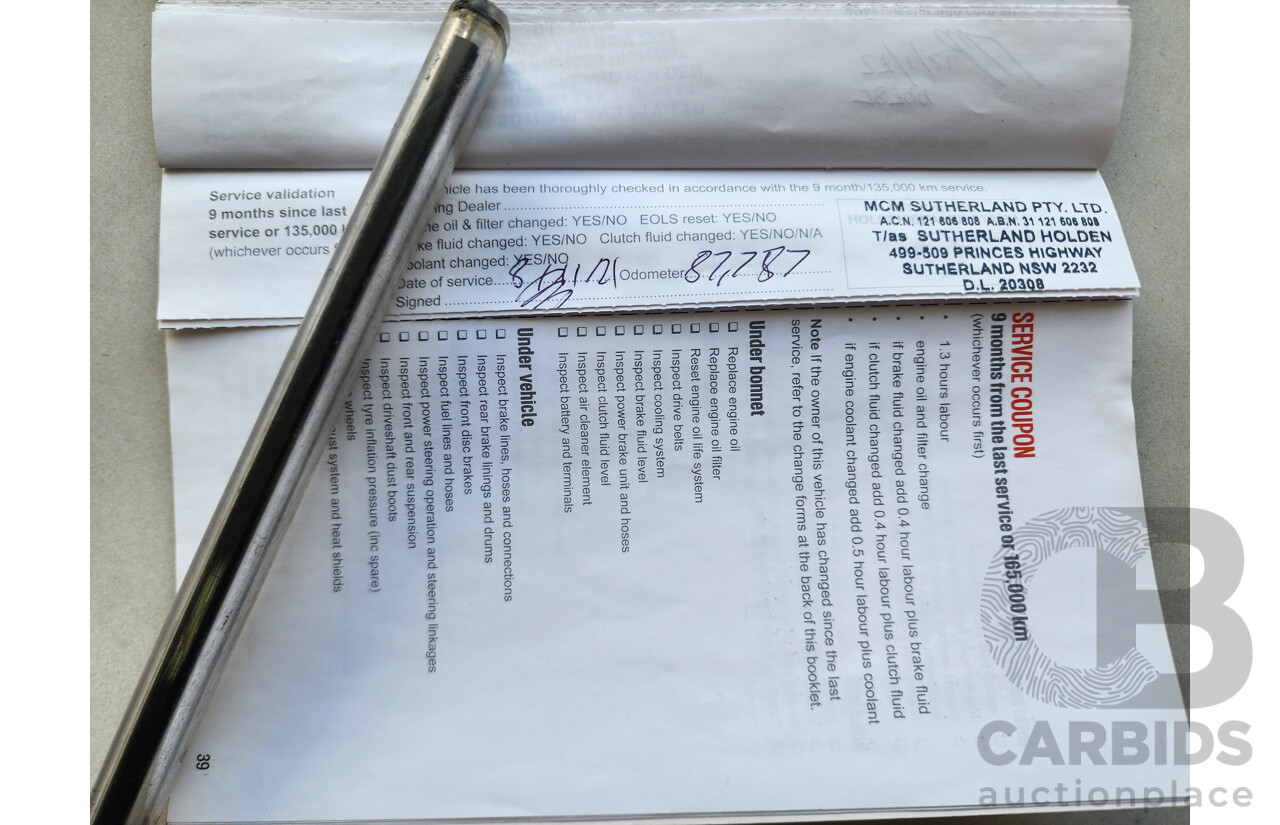 Service validation
9 months since last
service or 135,000
(whichever occurs
hicle has been thoroughly checked in accordance with the 9 month/135,000 km service.
ing Dealer
ne oil & filter changed: YES/NO EOLS reset: YES/NO
ke fluid changed: YES/NO Clutch fluid changed: YES/NO/N/A
oolant changed: YES/NO
Date of service Odometer 87,787
Signed
MCM SUTHERLAND PTY. LTD.
A.C.N. 121 606 808 A.B.N. 31 121 606 808
T/as SUTHERLAND HOLDEN
499-509 PRINCES HIGHWAY
SUTHERLAND NSW 2232
D.L. 20308
SERVICE COUPON
9 months from the last service or 165,000 km
(whichever occurs first)
• 1.3 hours labour
• engine oil and filter change
• if brake fluid changed add 0.4 hour labour plus brake fluid
• if clutch fluid changed add 0.4 hour labour plus clutch fluid
• if engine coolant changed add 0.5 hour labour plus coolant
Note If the owner of this vehicle has changed since the last
service, refer to the change forms at the back of this booklet.
Under bonnet
❑ Replace engine oil
❑ Replace engine oil filter
❑ Reset engine oil life system
❑ Inspect drive belts
❑ Inspect cooling system
❑ Inspect brake fluid level
❑ Inspect power brake unit and hoses
❑ Inspect clutch fluid level
❑ Inspect air cleaner element
❑ Inspect battery and terminals
Under vehicle
❑ Inspect brake lines, hoses and connections
❑ Inspect rear brake linings and drums
❑ Inspect front disc brakes
❑ Inspect fuel lines and hoses
❑ Inspect power steering operation and steering linkages
❑ Inspect front and rear suspension
❑ Inspect driveshaft dust boots
Inspect tyre inflation pressure (inc spare)
wheels
ust system and heat shields
39
CB
CARBIDS
auctionplace